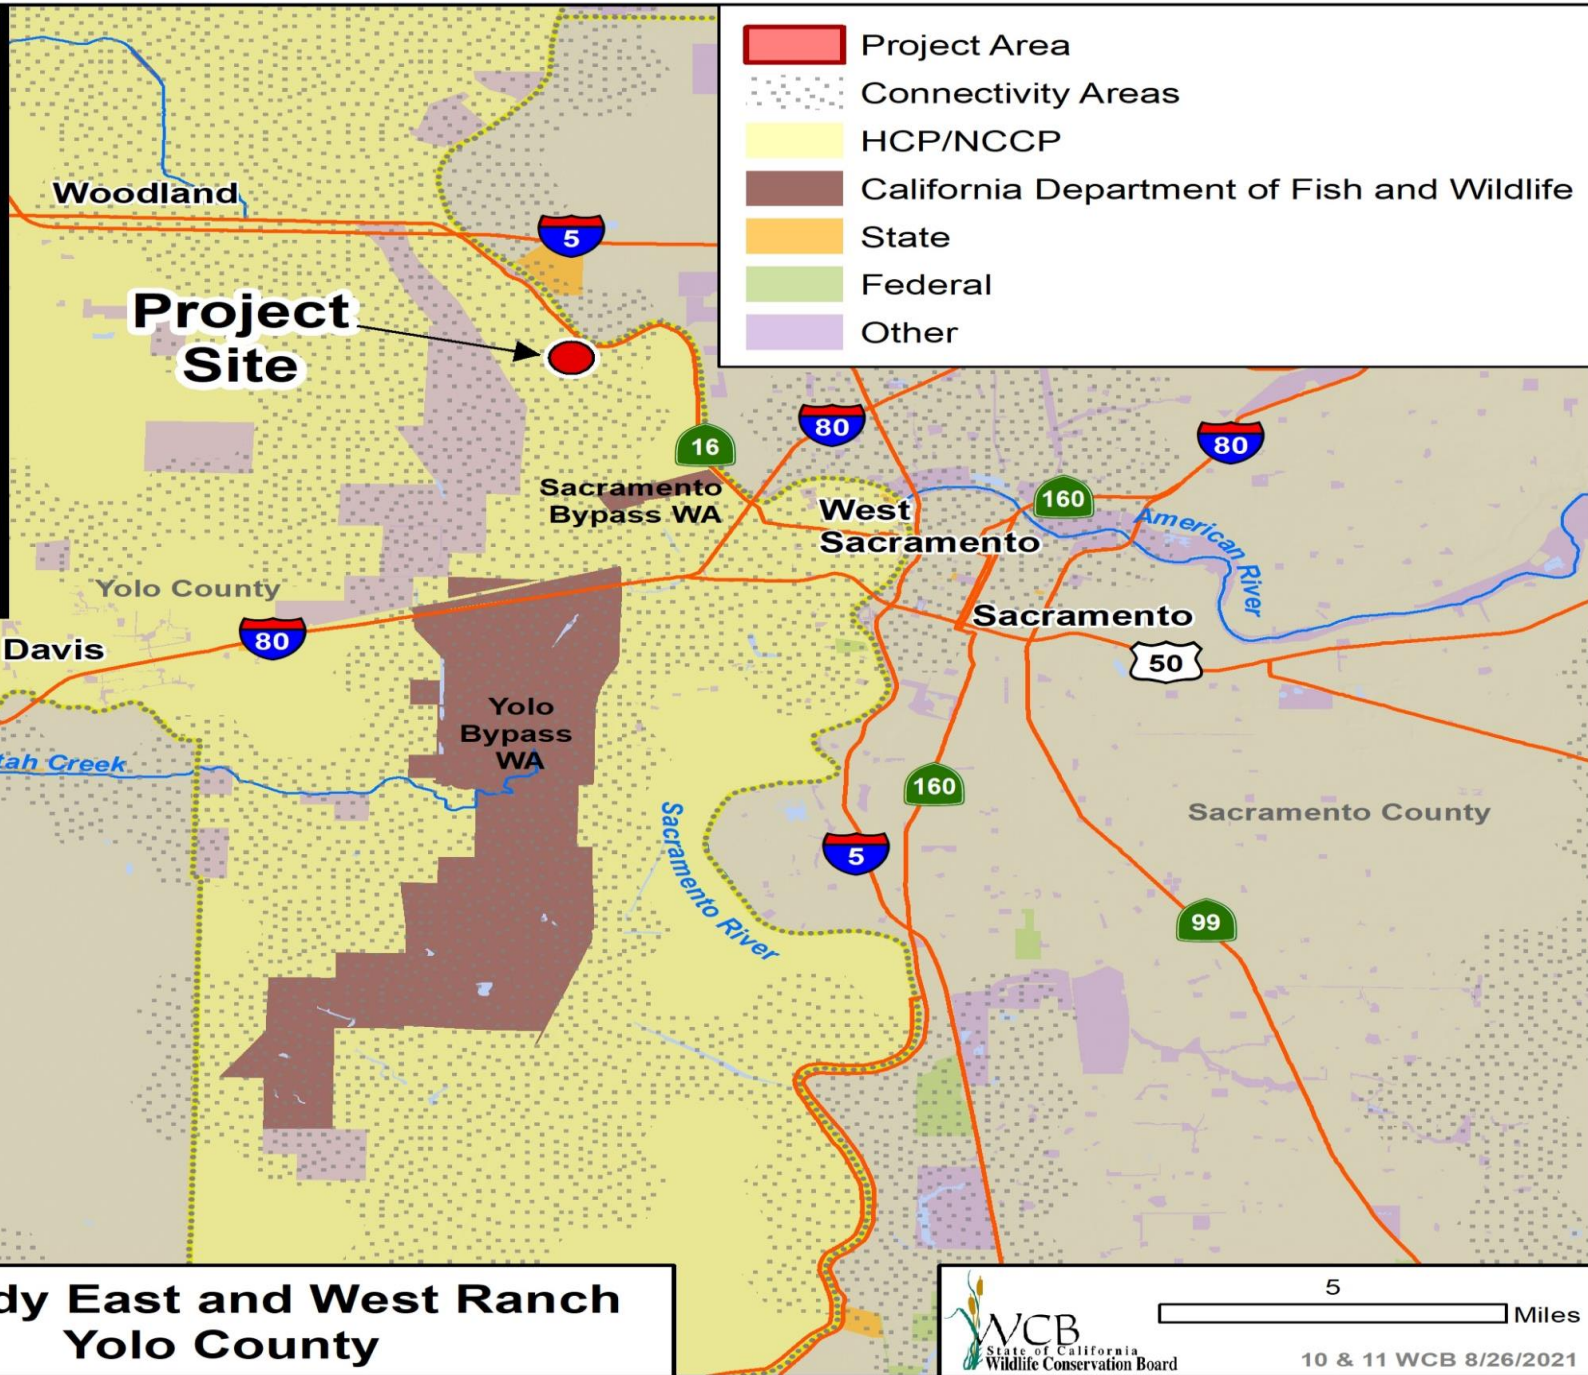 Project Area
Connectivity Areas
HCP/NCCP
California Department of Fish and Wildlife
State
Federal
Other
Woodland
5
Project
Site
80
80
16
160
Sacramento
Bypass WA
West
Sacramento
American River
Yolo County
Sacramento
Davis
80
50
Yolo
Bypass
WA
tah Creek
160
Sacramento River
Sacramento County
5
99
dy East and West Ranch
Yolo County
WCB
State of California
Wildlife Conservation Board
5
Miles
10 & 11 WCB 8/26/2021